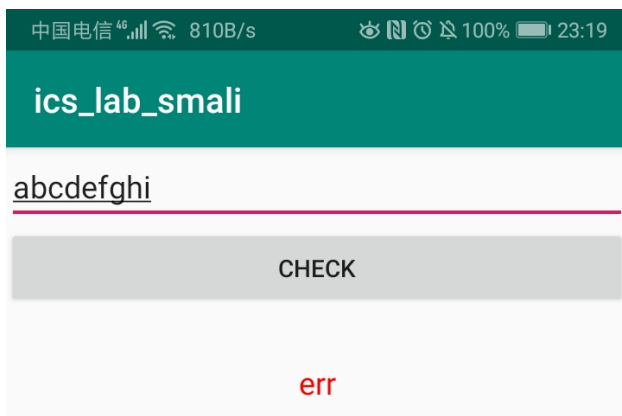 中国电信 4G 810B/s 100% 23:19
ics_lab_smali
abcdefghi
CHECK
err